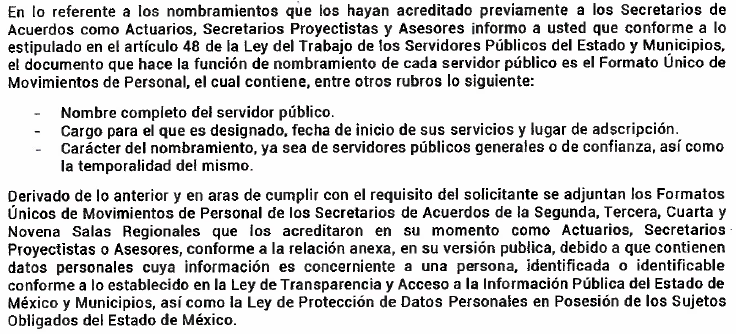 En lo referente a los nombramientos que los hayan acreditado previamente a los Secretarios de
Acuerdos como Actuarios, Secretarios Proyectistas y Asesores informo a usted que conforme a lo
estipulado en el artículo 48 de la Ley del Trabajo de los Servidores Públicos del Estado y Municipios,
el documento que hace la función de nombramiento de cada servidor público es el Formato Único de
Movimientos de Personal, el cual contiene, entre otros rubros lo siguiente:
- Nombre completo del servidor público.
- Cargo para el que es designado, fecha de inicio de sus servicios y lugar de adscripción.
- Carácter del nombramiento, ya sea de servidores públicos generales o de confianza, así como
la temporalidad del mismo.
Derivado de lo anterior y en aras de cumplir con el requisito del solicitante se adjuntan los Formatos
Únicos de Movimientos de Personal de los Secretarios de Acuerdos de la Segunda, Tercera, Cuarta y
Novena Salas Regionales que los acreditaron en su momento como Actuarios, Secretarios
Proyectistas o Asesores, conforme a la relación anexa, en su versión publica, debido a que contienen
datos personales cuya información es concerniente a una persona, identificada o identificable
conforme a lo establecido en la Ley de Transparencia y Acceso a la Información Pública del Estado de
México y Municipios, así como la Ley de Protección de Datos Personales en Posesión de los Sujetos
Obligados del Estado de México.